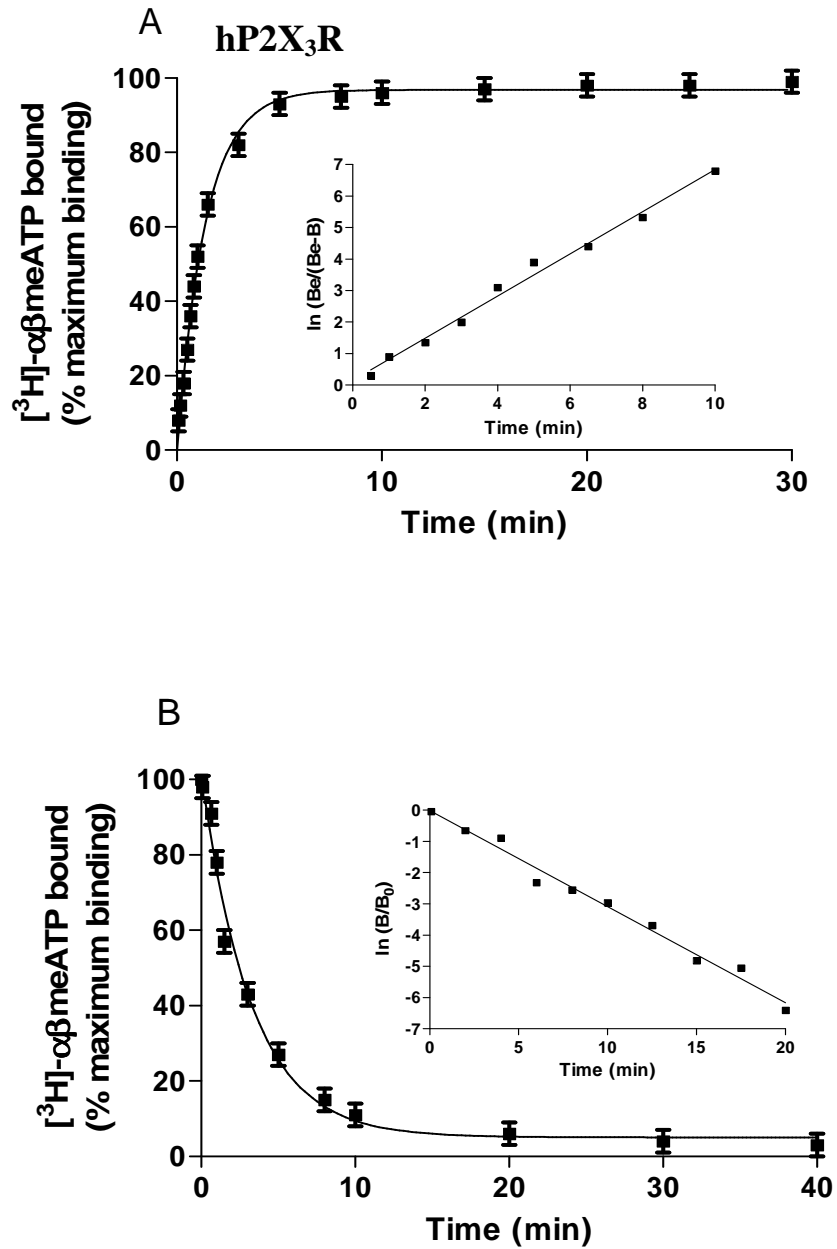 A
hP2X₃R
[³H]-αβmeATP bound
(% maximum binding)
100
80
60
40
20
0
0 10 20 30
Time (min)
ln (Be/(Be-B)
7
6
5
4
3
2
1
0
0 2 4 6 8 10
Time (min)
B
[³H]-αβmeATP bound
(% maximum binding)
100
80
60
40
20
0
0 10 20 30 40
Time (min)
ln (B/B₀)
0
-1
-2
-3
-4
-5
-6
-7
0 5 10 15 20
Time (min)